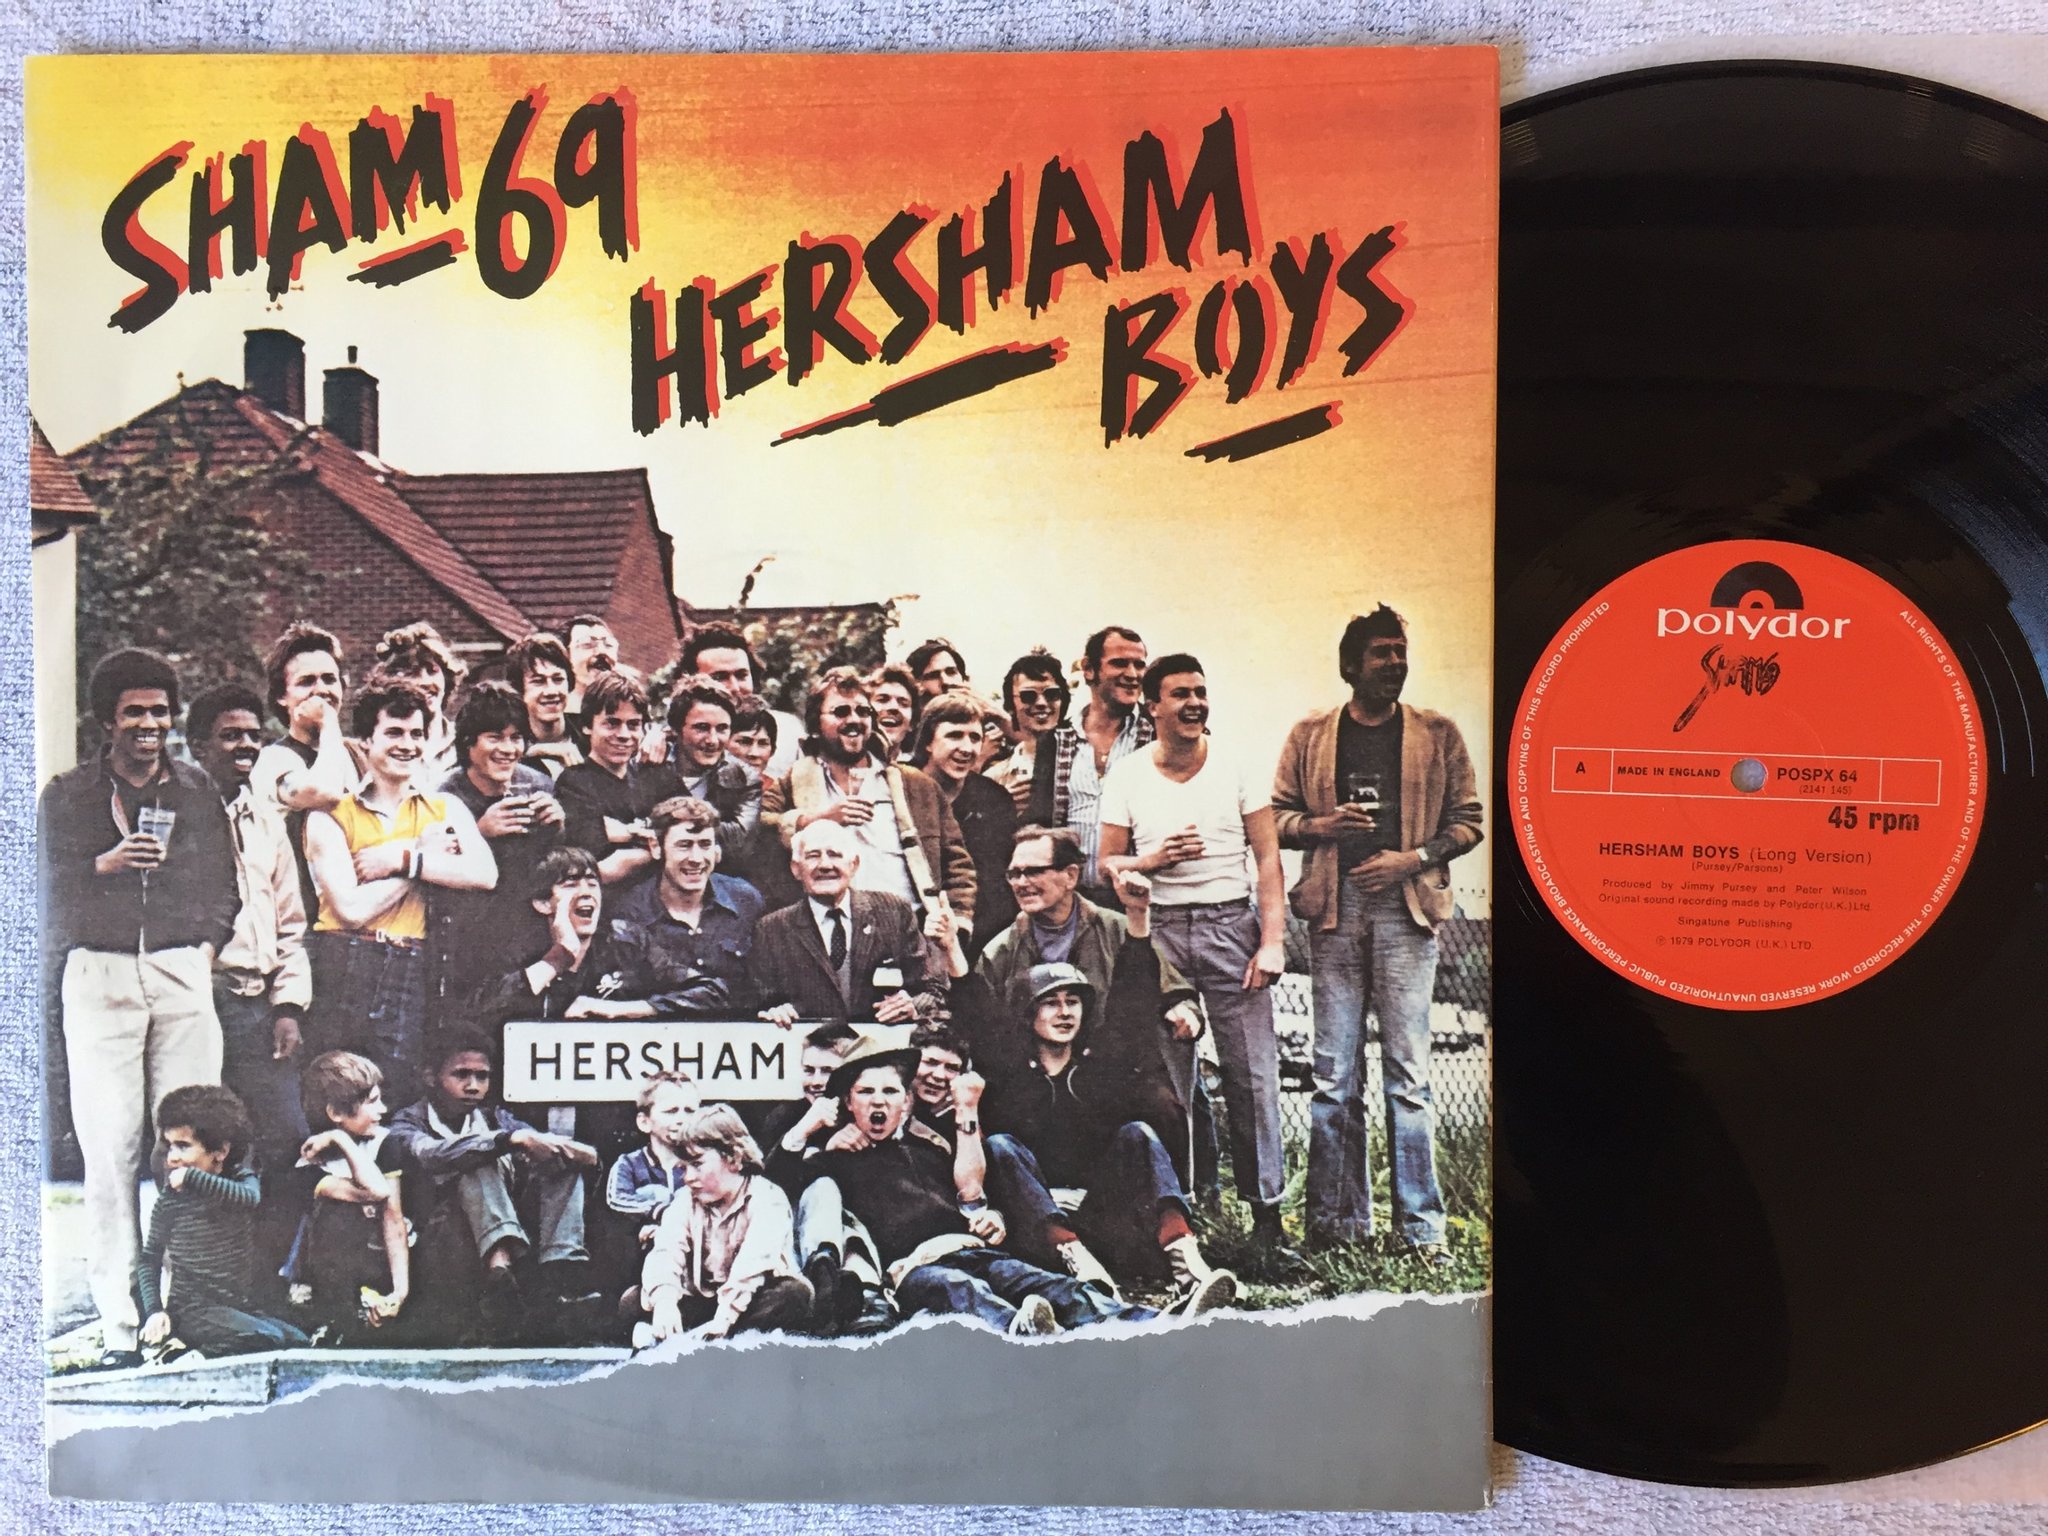 SHAM 69
HERSHAM
BOYS
HERSHAM
polydor
SHAM 69
A
MADE IN ENGLAND
POSPX 64
(2141 145)
45 rpm
HERSHAM BOYS (Long Version)
(Pursey/Parsons)
Produced by Jimmy Pursey and Peter Wilson
Original sound recording made by Polydor (U.K.) Ltd.
Singatune Publishing
℗ 1979 POLYDOR (U.K.) LTD.
ALL RIGHTS OF THE MANUFACTURER AND OF THE OWNER OF THE RECORDED WORK RESERVED UNAUTHORIZED PUBLIC PERFORMANCE BROADCASTING AND COPYING OF THIS RECORD PROHIBITED